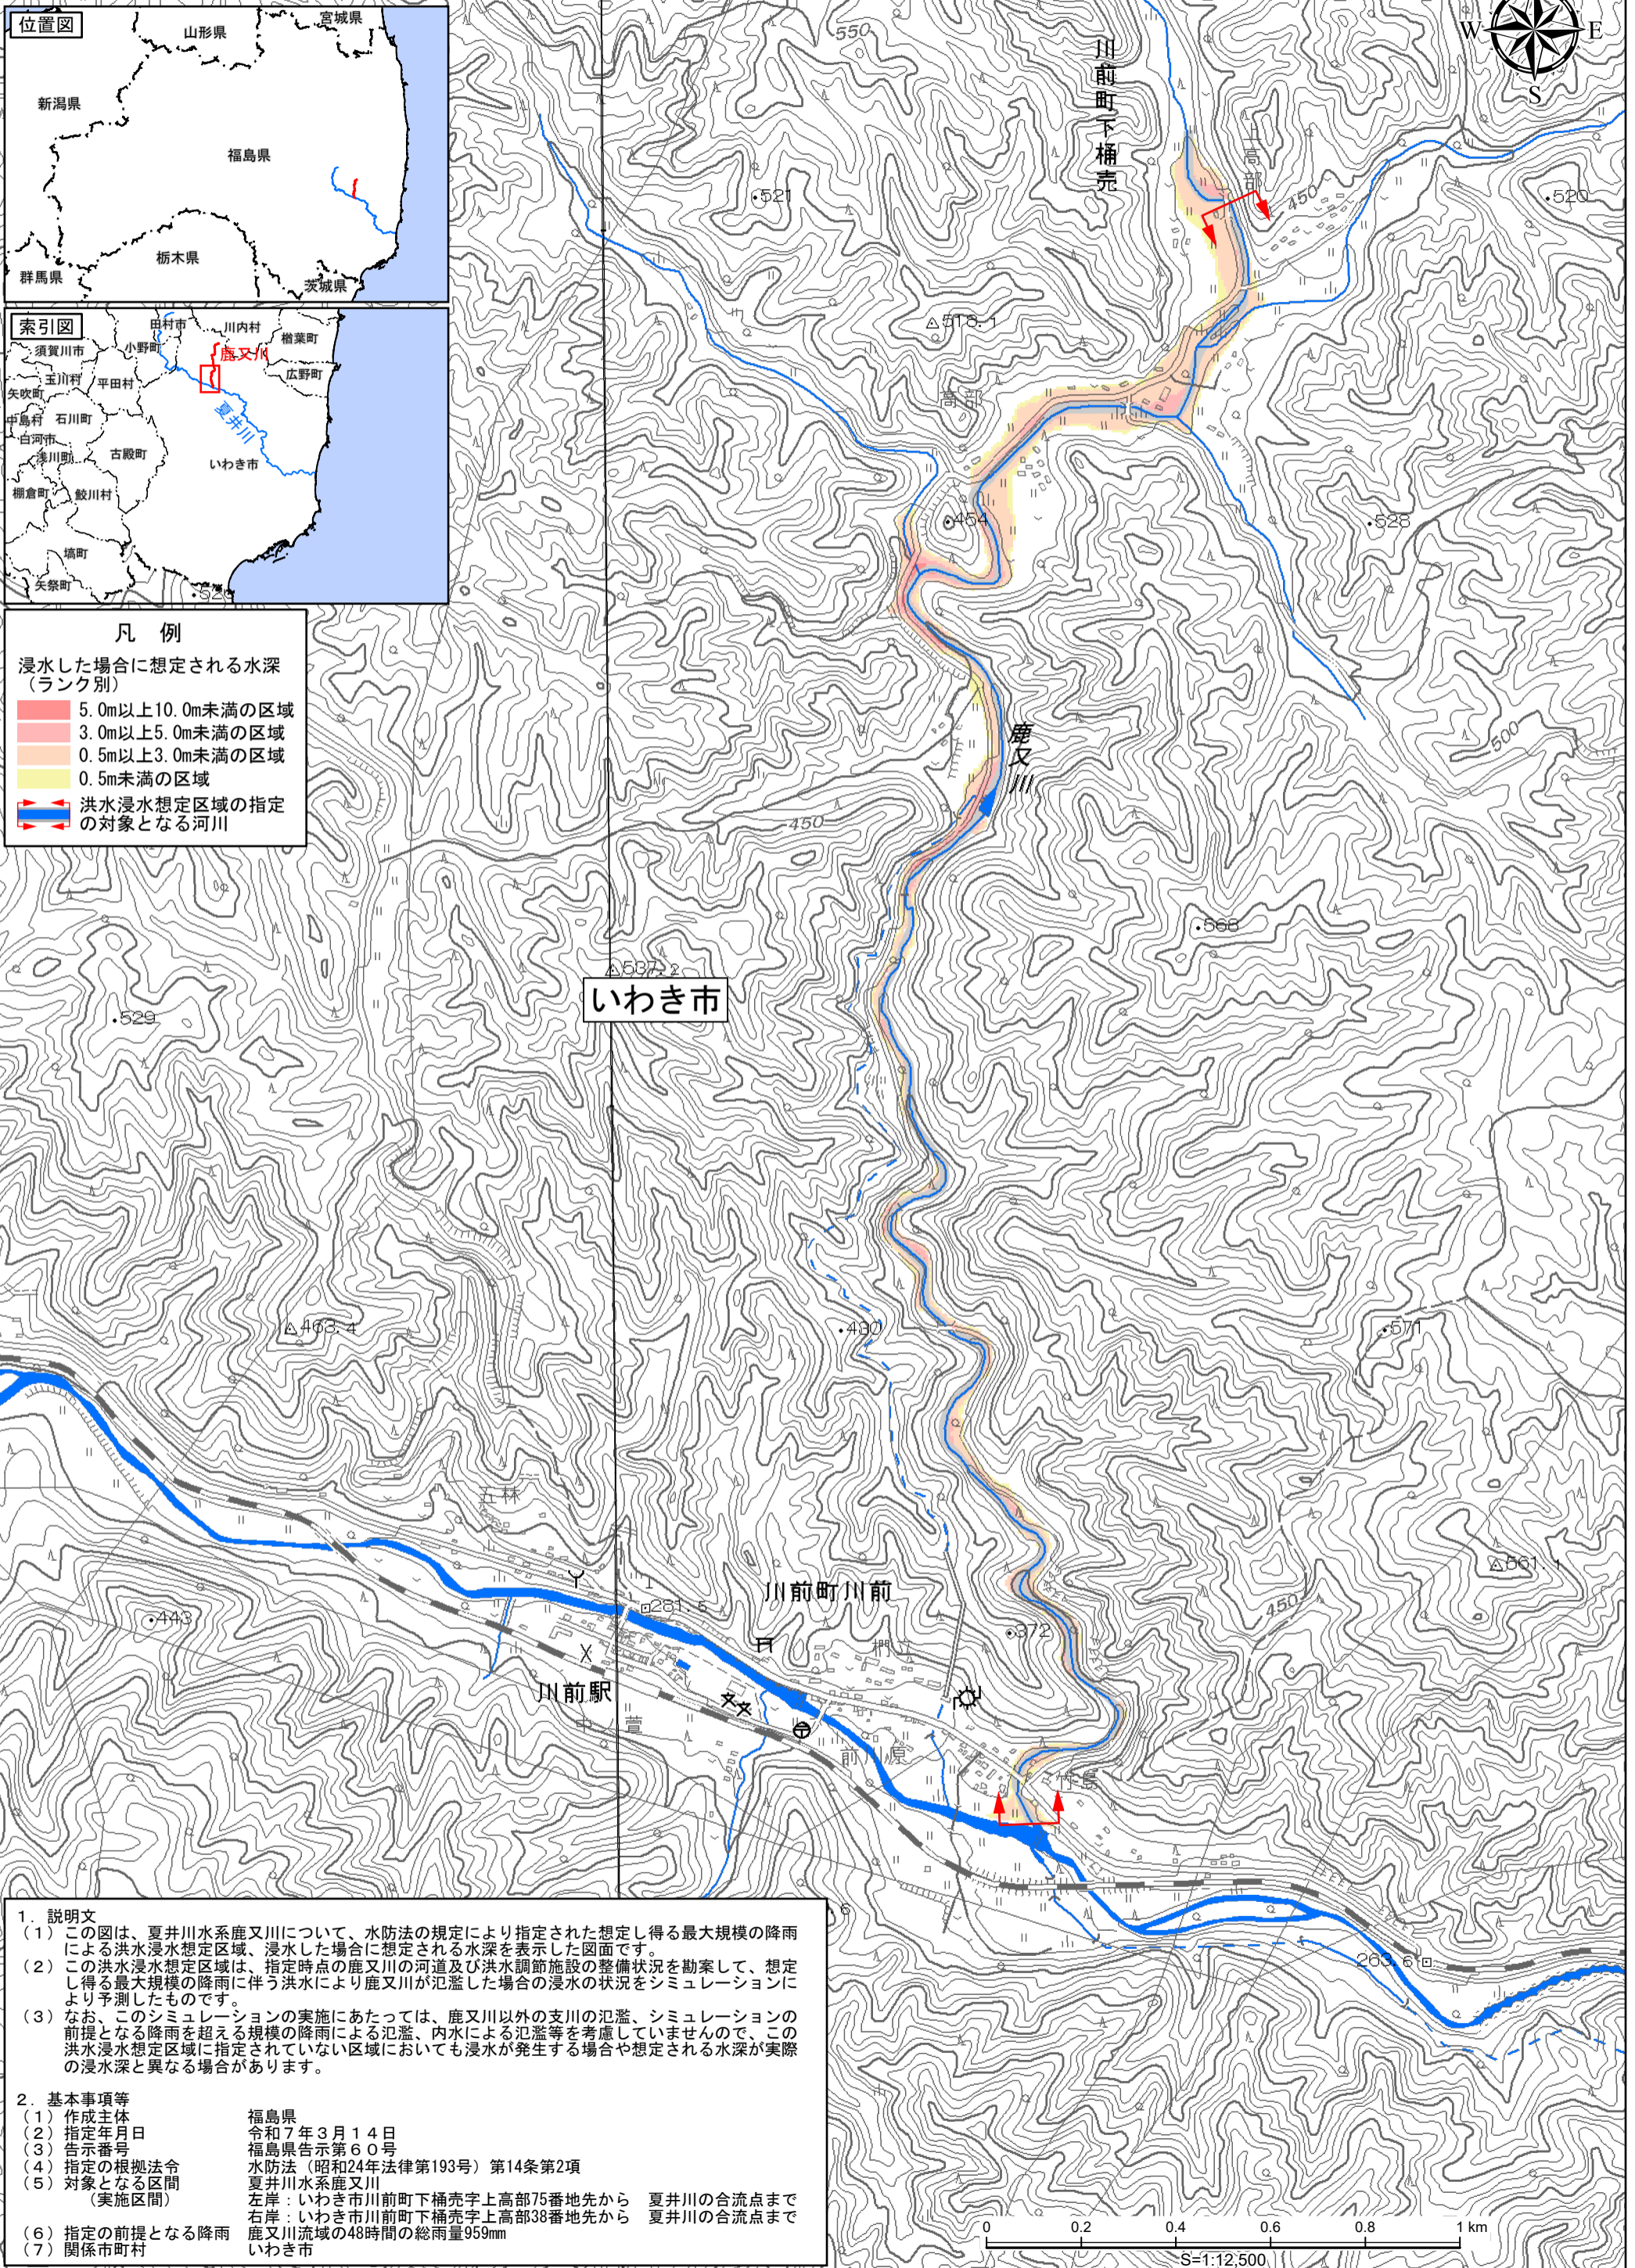 位置図
宮城県
山形県
新潟県
福島県
栃木県
群馬県
茨城県
索引図
田村市
川内村
楢葉町
須賀川市
小野町
鹿又川
広野町
玉川村
平田村
矢吹町
中島村
石川町
夏井川
白河市
浅川町
古殿町
いわき市
棚倉町
鮫川村
塙町
矢祭町
凡 例
浸水した場合に想定される水深
（ランク別）
5.0m以上10.0m未満の区域
3.0m以上5.0m未満の区域
0.5m以上3.0m未満の区域
0.5m未満の区域
洪水浸水想定区域の指定
の対象となる河川
W
E
S
550
川前町下桶売
上高部
521
450
520
518.1
高部
454
528
鹿又川
500
450
568
537.2
いわき市
529
463.4
430
571
五林
561.1
川前町川前
281.5
443
372
450
川前駅
中ノ萱
前川原
竹島
263.6
1．説明文
（1）この図は、夏井川水系鹿又川について、水防法の規定により指定された想定し得る最大規模の降雨
による洪水浸水想定区域、浸水した場合に想定される水深を表示した図面です。
（2）この洪水浸水想定区域は、指定時点の鹿又川の河道及び洪水調節施設の整備状況を勘案して、想定
し得る最大規模の降雨に伴う洪水により鹿又川が氾濫した場合の浸水の状況をシミュレーションに
より予測したものです。
（3）なお、このシミュレーションの実施にあたっては、鹿又川以外の支川の氾濫、シミュレーションの
前提となる降雨を超える規模の降雨による氾濫、内水による氾濫等を考慮していませんので、この
洪水浸水想定区域に指定されていない区域においても浸水が発生する場合や想定される水深が実際
の浸水深と異なる場合があります。
2．基本事項等
（1）作成主体 福島県
（2）指定年月日 令和7年3月14日
（3）告示番号 福島県告示第60号
（4）指定の根拠法令 水防法（昭和24年法律第193号）第14条第2項
（5）対象となる区間 夏井川水系鹿又川
（実施区間） 左岸：いわき市川前町下桶売字上高部75番地先から 夏井川の合流点まで
右岸：いわき市川前町下桶売字上高部38番地先から 夏井川の合流点まで
（6）指定の前提となる降雨 鹿又川流域の48時間の総雨量959mm
（7）関係市町村 いわき市
0 0.2 0.4 0.6 0.8 1 km
S=1:12,500